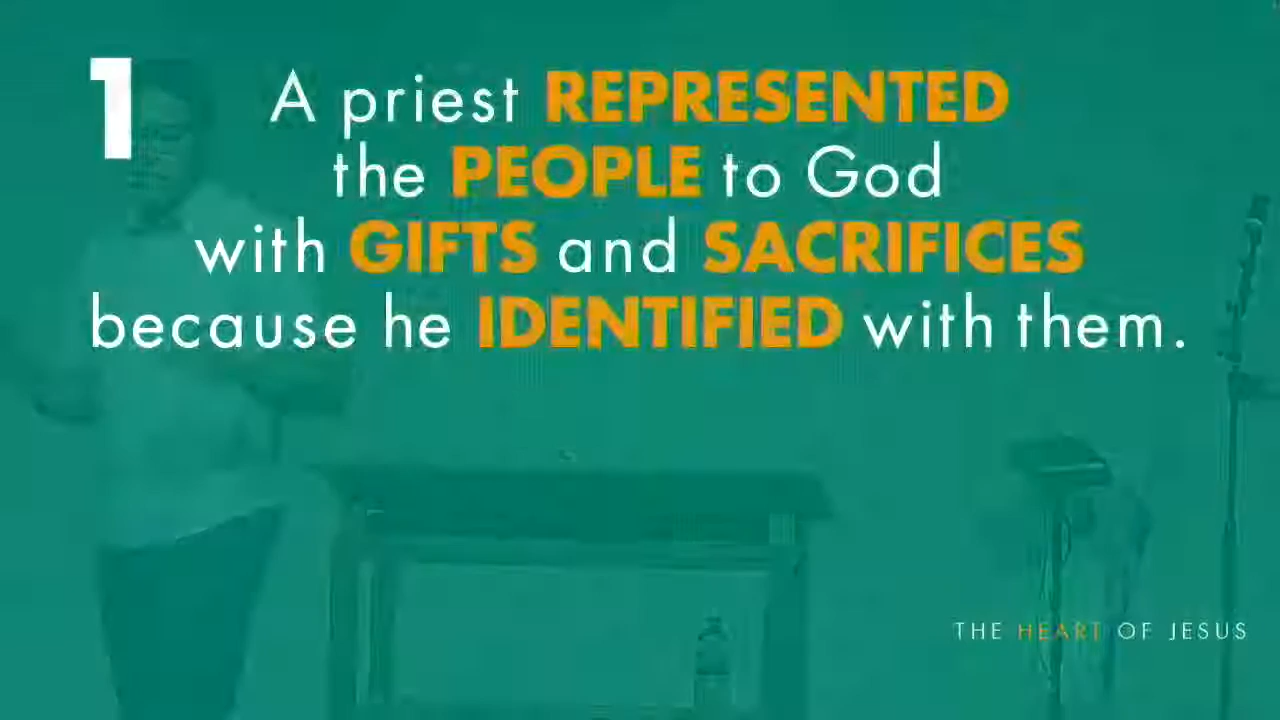 1
A priest REPRESENTED
the PEOPLE to God
with GIFTS and SACRIFICES
because he IDENTIFIED with them.
THE HEART OF JESUS